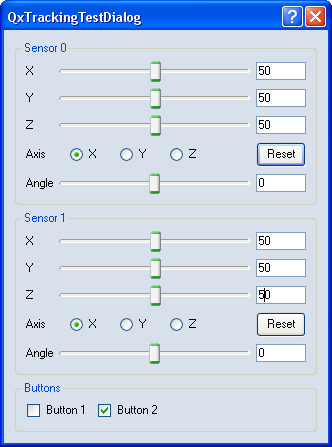 QxTrackingTestDialog
Sensor 0
X 50
Y 50
Z 50
Axis X Y Z Reset
Angle 0
Sensor 1
X 50
Y 50
Z 50
Axis X Y Z Reset
Angle 0
Buttons
Button 1 Button 2